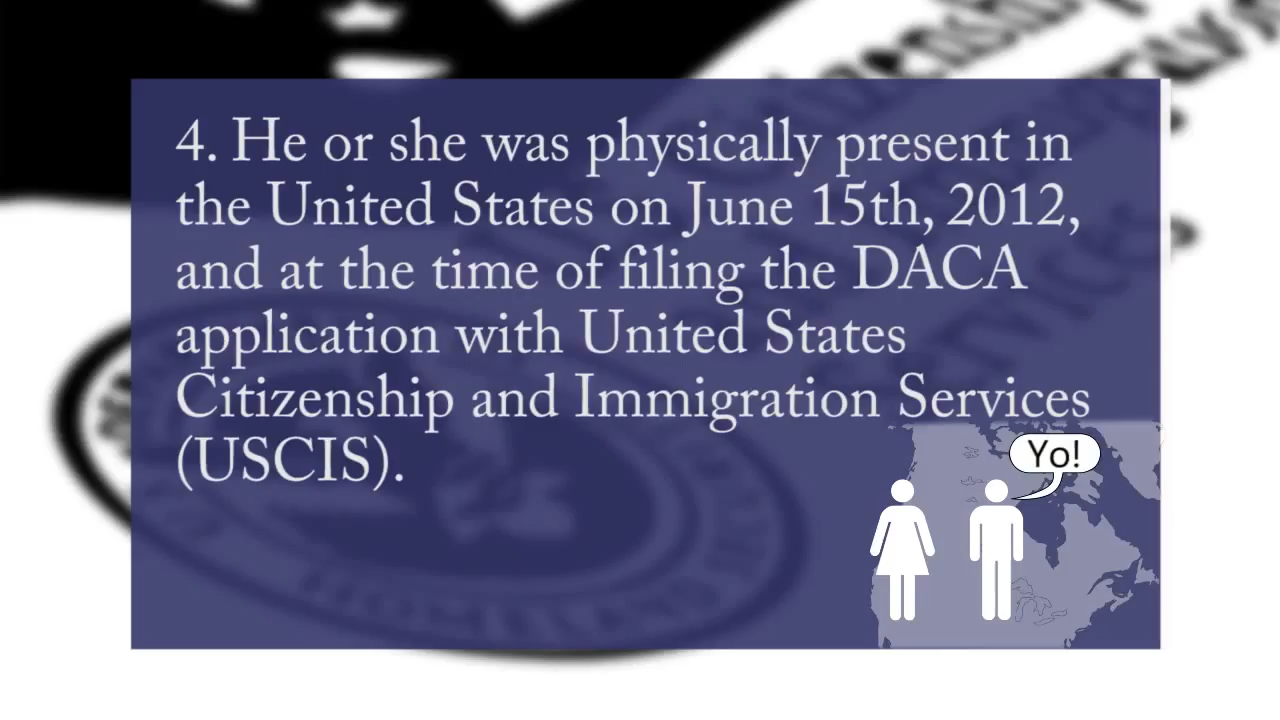 4. He or she was physically present in
the United States on June 15th, 2012,
and at the time of filing the DACA
application with United States
Citizenship and Immigration Services
(USCIS).
Yo!